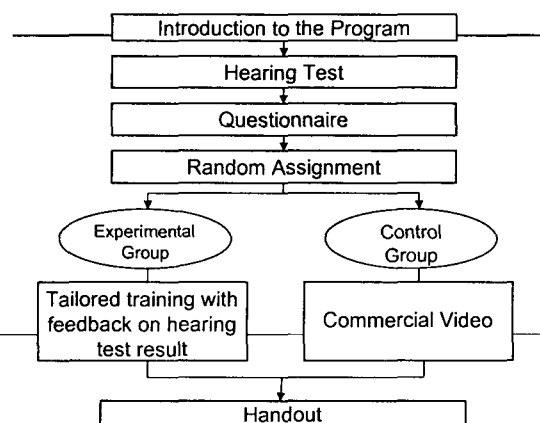 Introduction to the Program
Hearing Test
Questionnaire
Random Assignment
Experimental
Group
Control
Group
Tailored training with
feedback on hearing
test result
Commercial Video
Handout